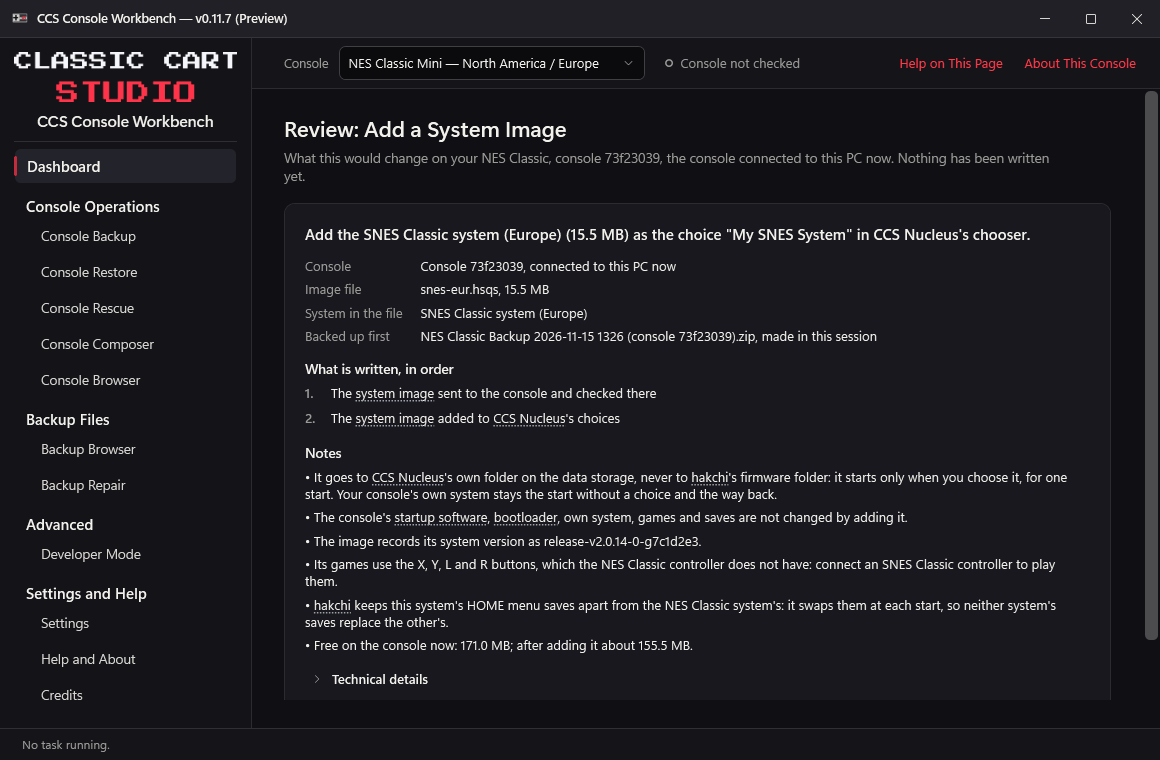 CCS Console Workbench — v0.11.7 (Preview)
CLASSIC CART
STUDIO
CCS Console Workbench
Dashboard
Console Operations
Console Backup
Console Restore
Console Rescue
Console Composer
Console Browser
Backup Files
Backup Browser
Backup Repair
Advanced
Developer Mode
Settings and Help
Settings
Help and About
Credits
Console
NES Classic Mini — North America / Europe
Console not checked
Help on This Page
About This Console
Review: Add a System Image
What this would change on your NES Classic, console 73f23039, the console connected to this PC now. Nothing has been written
yet.
Add the SNES Classic system (Europe) (15.5 MB) as the choice "My SNES System" in CCS Nucleus's chooser.
Console Console 73f23039, connected to this PC now
Image file snes-eur.hsqs, 15.5 MB
System in the file SNES Classic system (Europe)
Backed up first NES Classic Backup 2026-11-15 1326 (console 73f23039).zip, made in this session
What is written, in order
1. The system image sent to the console and checked there
2. The system image added to CCS Nucleus's choices
Notes
• It goes to CCS Nucleus's own folder on the data storage, never to hakchi's firmware folder: it starts only when you choose it, for one
start. Your console's own system stays the start without a choice and the way back.
• The console's startup software, bootloader, own system, games and saves are not changed by adding it.
• The image records its system version as release-v2.0.14-0-g7c1d2e3.
• Its games use the X, Y, L and R buttons, which the NES Classic controller does not have: connect an SNES Classic controller to play
them.
• hakchi keeps this system's HOME menu saves apart from the NES Classic system's: it swaps them at each start, so neither system's
saves replace the other's.
• Free on the console now: 171.0 MB; after adding it about 155.5 MB.
Technical details
No task running.